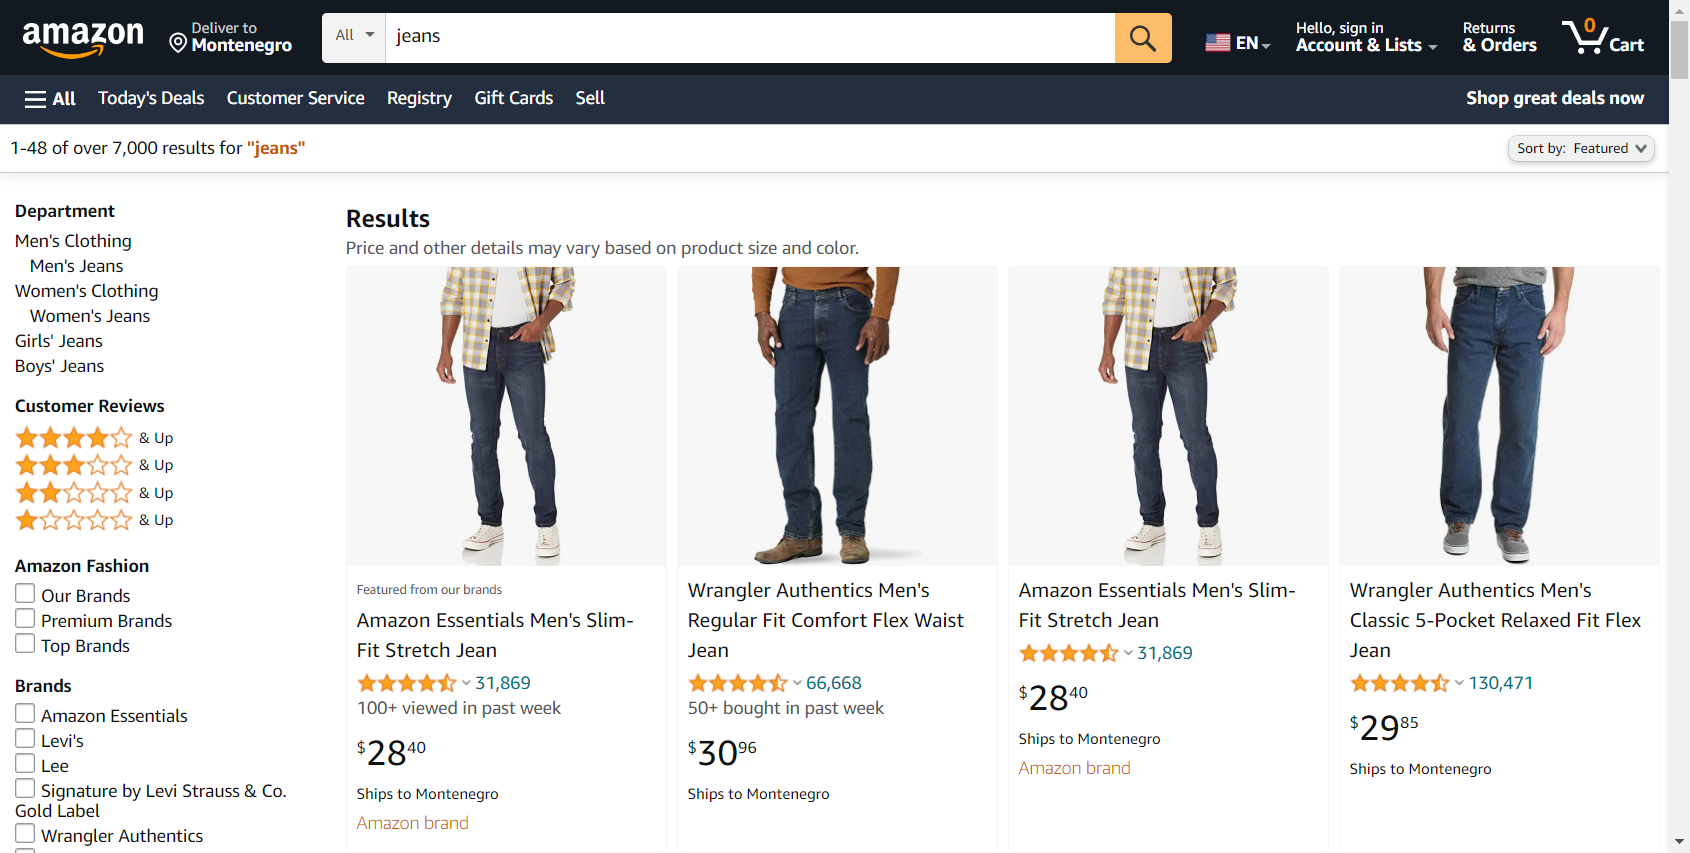 amazon
Deliver to
Montenegro
All
jeans
EN
Hello, sign in
Account & Lists
Returns
& Orders
0
Cart
All
Today's Deals
Customer Service
Registry
Gift Cards
Sell
Shop great deals now
1-48 of over 7,000 results for "jeans"
Sort by: Featured
Department
Men's Clothing
Men's Jeans
Women's Clothing
Women's Jeans
Girls' Jeans
Boys' Jeans
Customer Reviews
& Up
& Up
& Up
& Up
Amazon Fashion
Our Brands
Premium Brands
Top Brands
Brands
Amazon Essentials
Levi's
Lee
Signature by Levi Strauss & Co.
Gold Label
Wrangler Authentics
Results
Price and other details may vary based on product size and color.
Featured from our brands
Amazon Essentials Men's Slim-
Fit Stretch Jean
31,869
100+ viewed in past week
$28 40
Ships to Montenegro
Amazon brand
Wrangler Authentics Men's
Regular Fit Comfort Flex Waist
Jean
66,668
50+ bought in past week
$30 96
Ships to Montenegro
Amazon Essentials Men's Slim-
Fit Stretch Jean
31,869
$28 40
Ships to Montenegro
Amazon brand
Wrangler Authentics Men's
Classic 5-Pocket Relaxed Fit Flex
Jean
130,471
$29 85
Ships to Montenegro